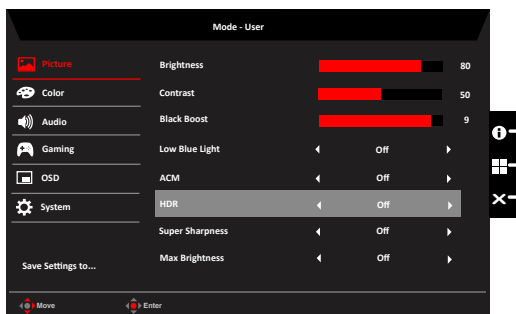 Mode - User
Picture
Brightness 80
Color
Contrast 50
Audio
Black Boost 9
Gaming
Low Blue Light Off
OSD
ACM Off
System
HDR Off
Super Sharpness Off
Save Settings to...
Max Brightness Off
Move Enter